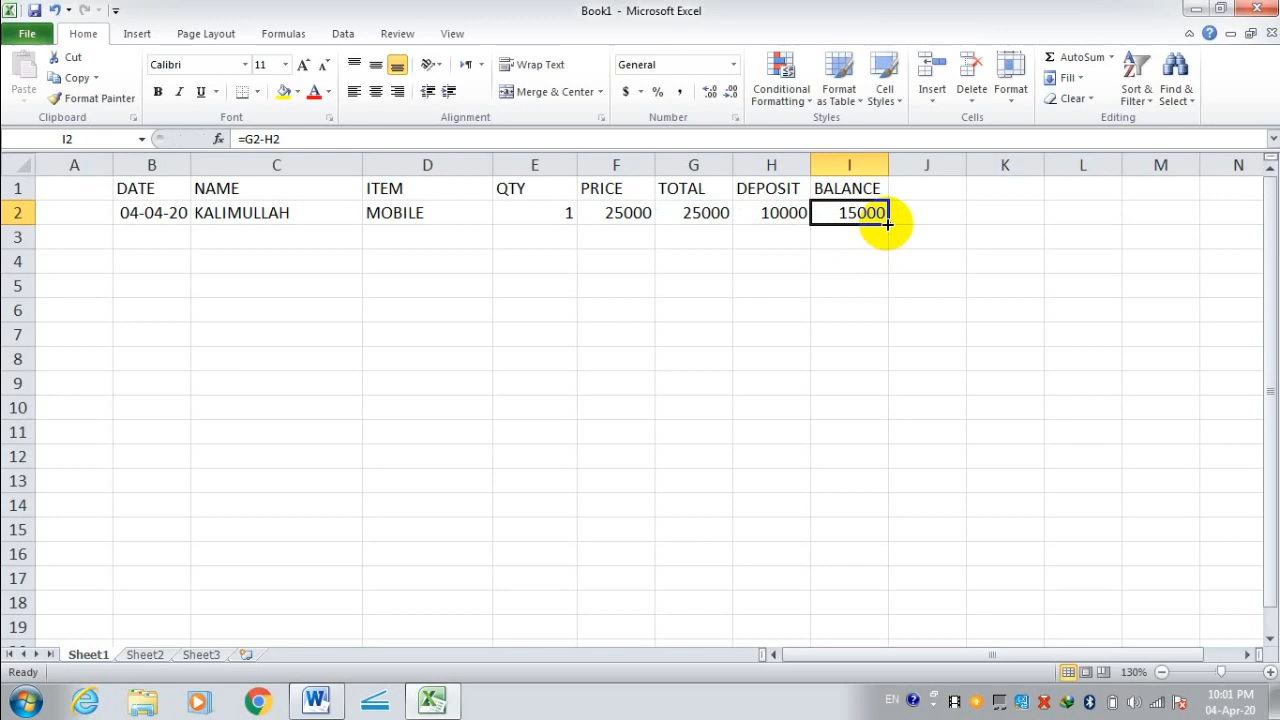 Book1 - Microsoft Excel
File Home Insert Page Layout Formulas Data Review View
Paste Cut Copy Format Painter Clipboard
Calibri 11 B I U A Font
Wrap Text Merge & Center Alignment
General $ % , Number
Conditional Formatting Format as Table Cell Styles Styles
Insert Delete Format Cells
Σ AutoSum Fill Clear Sort & Filter Find & Select Editing
I2 fx =G2-H2
A B C D E F G H I J K L M N
1 DATE NAME ITEM QTY PRICE TOTAL DEPOSIT BALANCE
2 04-04-20 KALIMULLAH MOBILE 1 25000 25000 10000 15000
3
4
5
6
7
8
9
10
11
12
13
14
15
16
17
18
19
Sheet1 Sheet2 Sheet3
Ready 130%
EN 10:01 PM
04-Apr-20